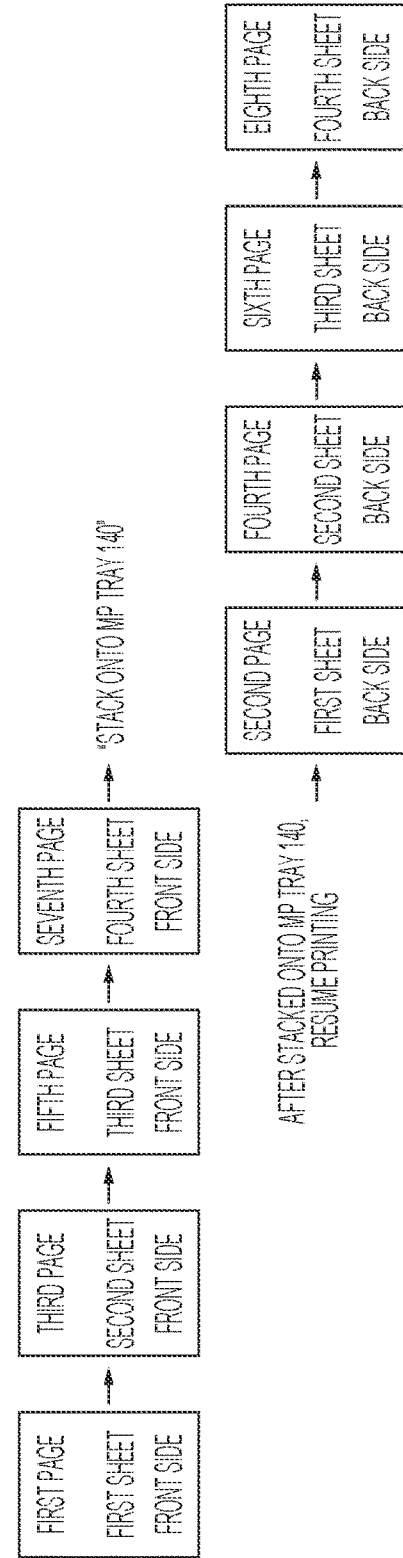 FIRST PAGE
FIRST SHEET
FRONT SIDE
THIRD PAGE
SECOND SHEET
FRONT SIDE
FIFTH PAGE
THIRD SHEET
FRONT SIDE
SEVENTH PAGE
FOURTH SHEET
FRONT SIDE
"STACK ONTO MP TRAY 140"
AFTER STACKED ONTO MP TRAY 140,
RESUME PRINTING
SECOND PAGE
FIRST SHEET
BACK SIDE
FOURTH PAGE
SECOND SHEET
BACK SIDE
SIXTH PAGE
THIRD SHEET
BACK SIDE
EIGHTH PAGE
FOURTH SHEET
BACK SIDE